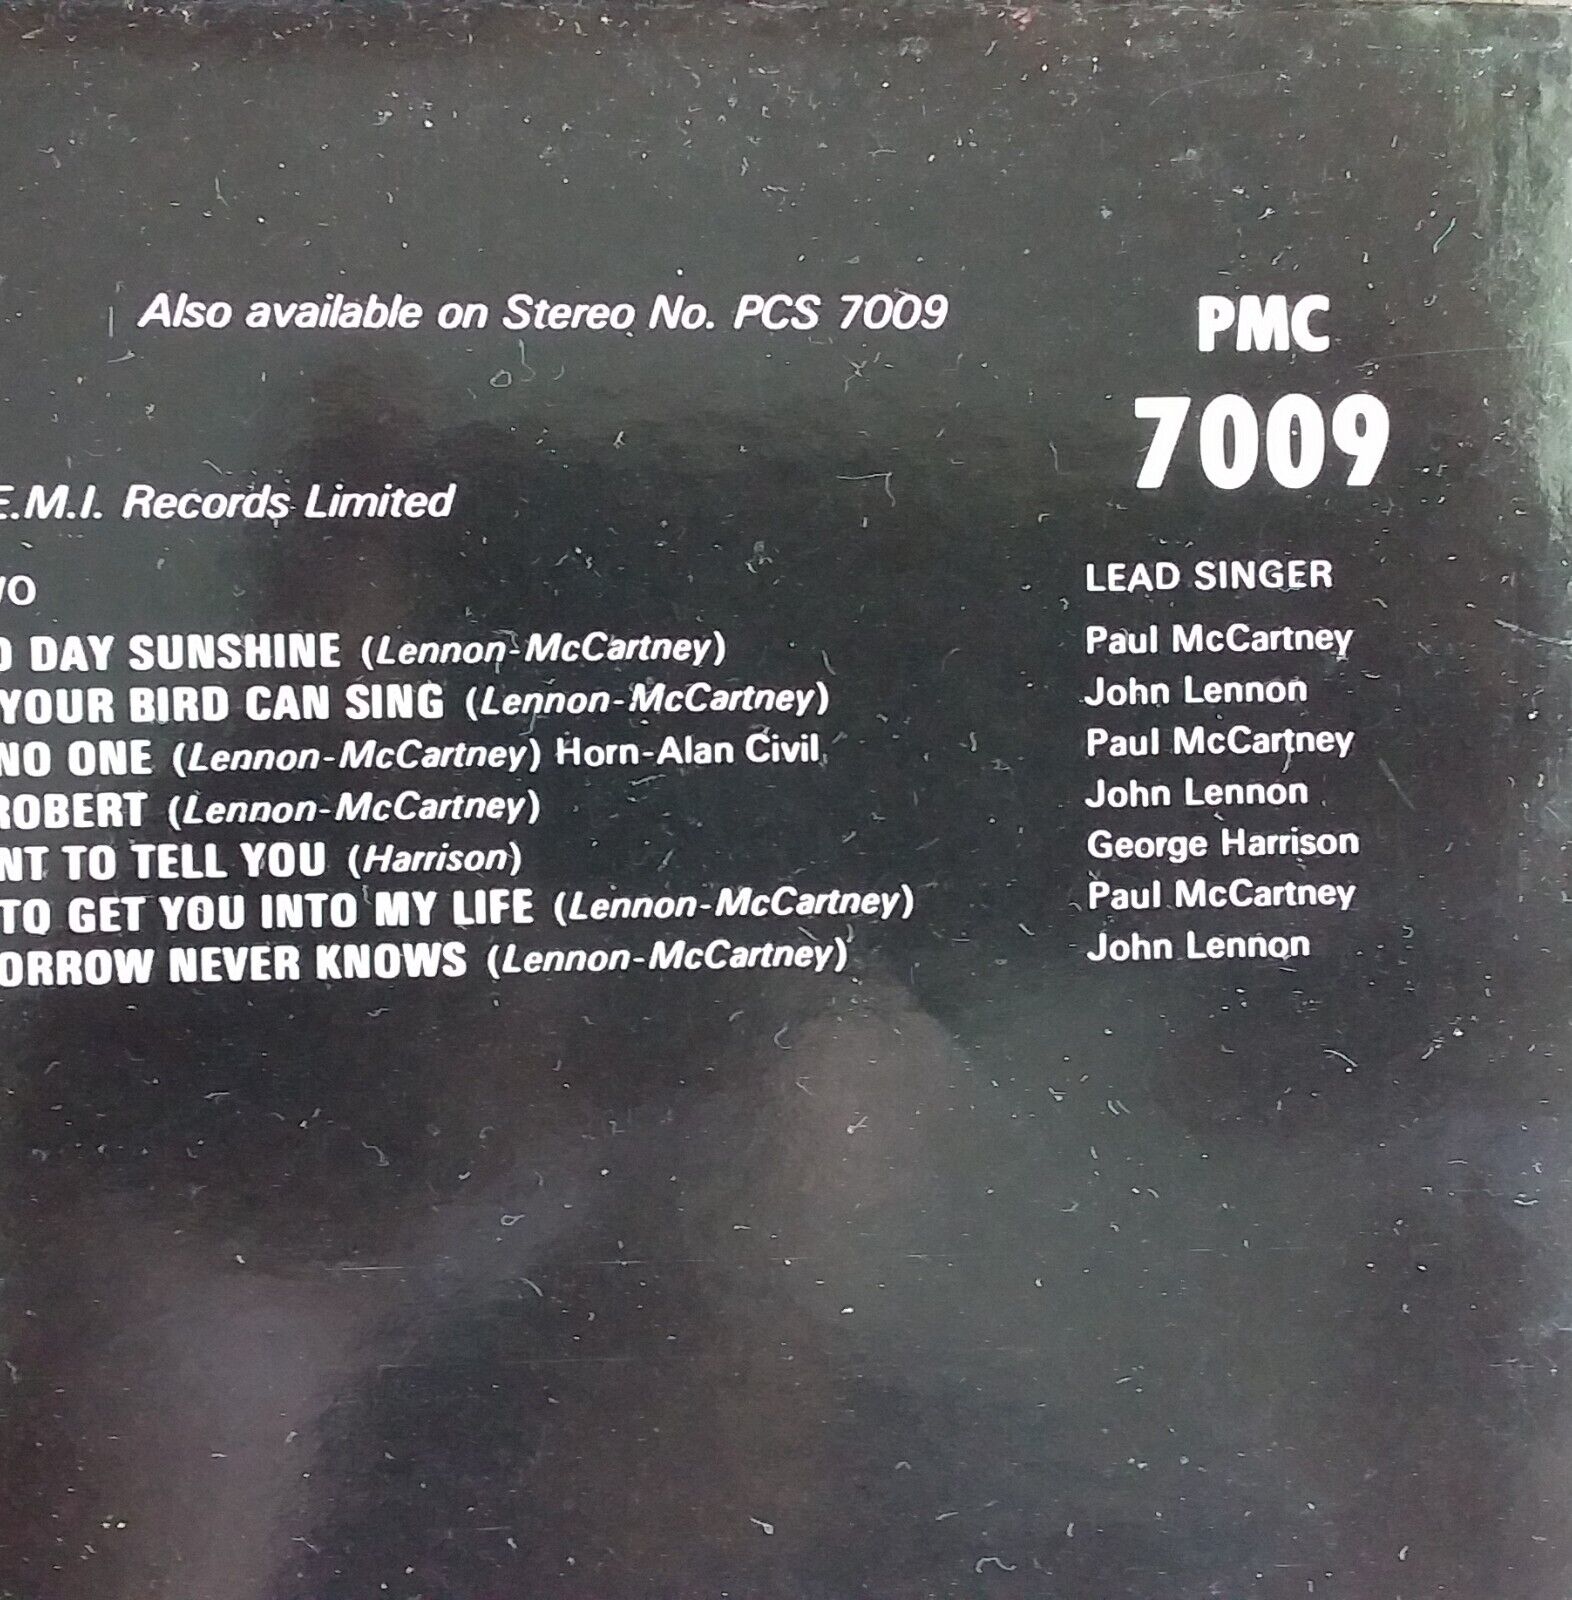 Also available on Stereo No. PCS 7009
PMC
7009
E.M.I. Records Limited
WO
LEAD SINGER
D DAY SUNSHINE (Lennon-McCartney) Paul McCartney
YOUR BIRD CAN SING (Lennon-McCartney) John Lennon
NO ONE (Lennon-McCartney) Horn-Alan Civil Paul McCartney
ROBERT (Lennon-McCartney) John Lennon
NT TO TELL YOU (Harrison) George Harrison
TO GET YOU INTO MY LIFE (Lennon-McCartney) Paul McCartney
ORROW NEVER KNOWS (Lennon-McCartney) John Lennon